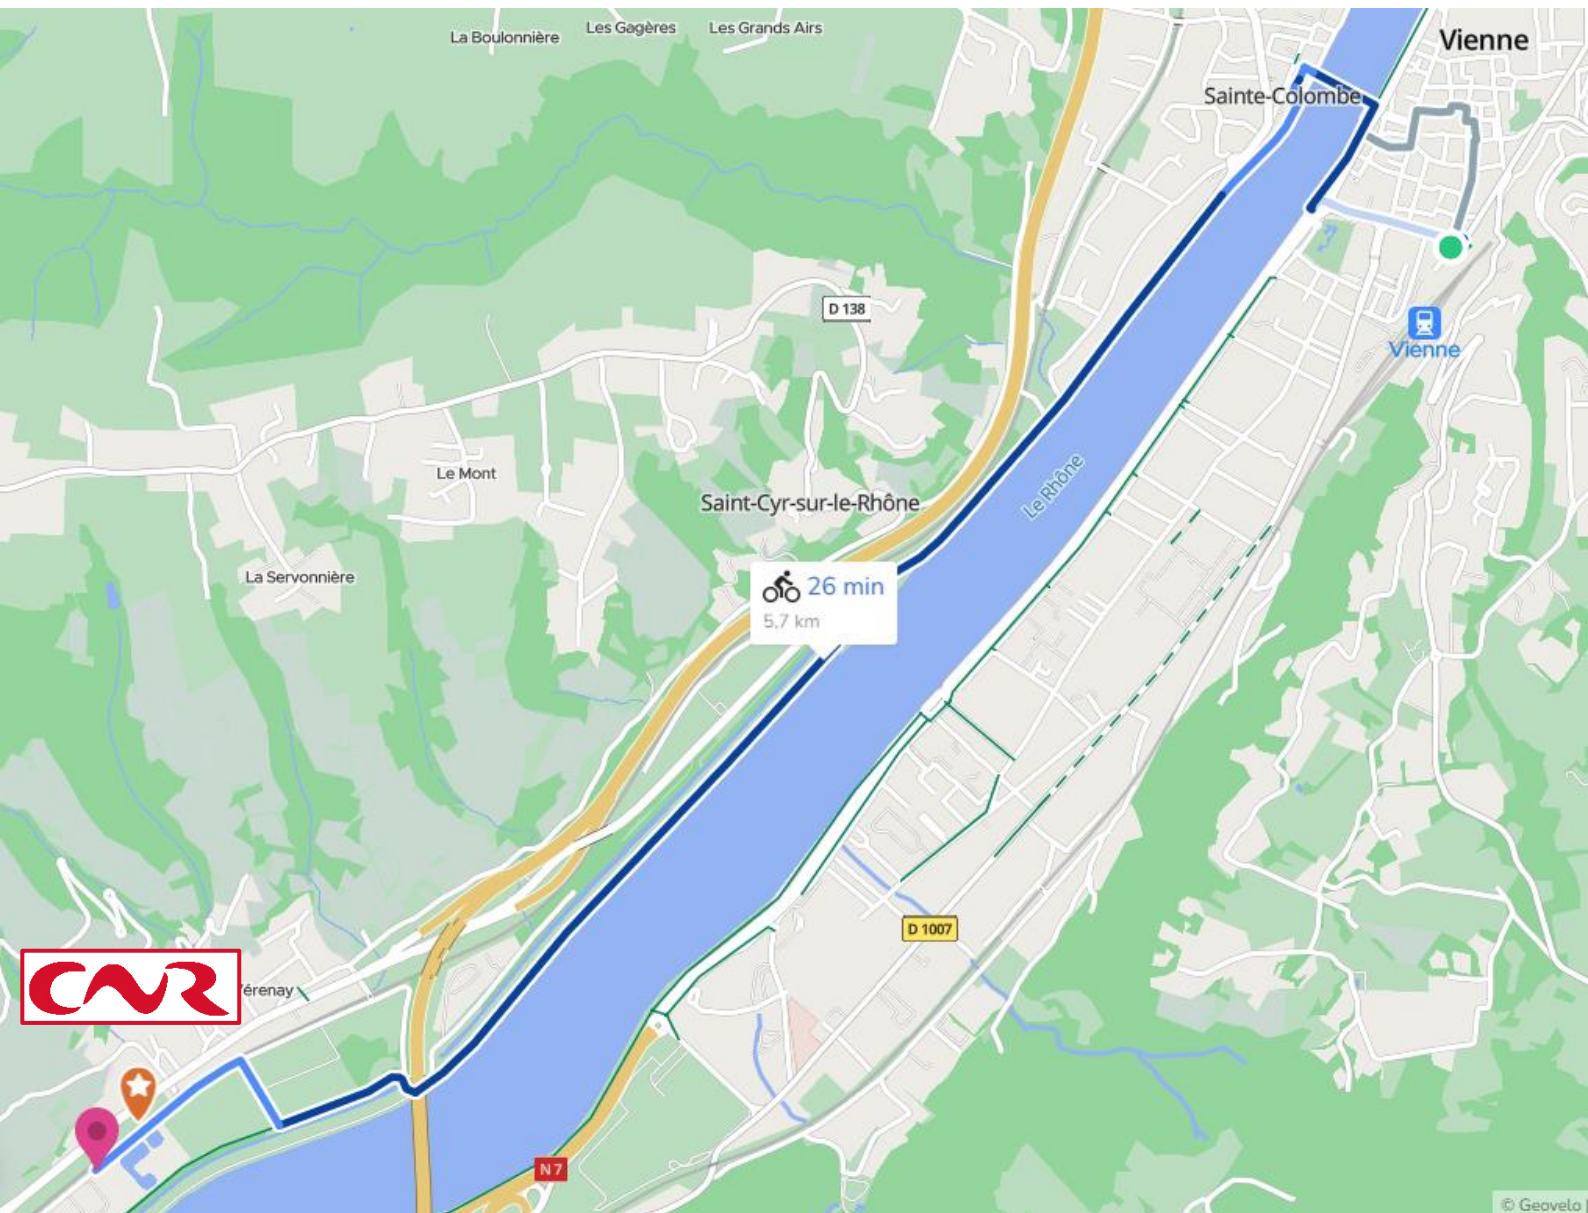 La Boulonnière
Les Gagères
Les Grands Airs
Vienne
Sainte-Colombe
D 138
Vienne
Le Mont
Le Rhône
Saint-Cyr-sur-le-Rhône
La Servonnière
26 min
5,7 km
D 1007
CNR
érenay
N 7
© Geovelo